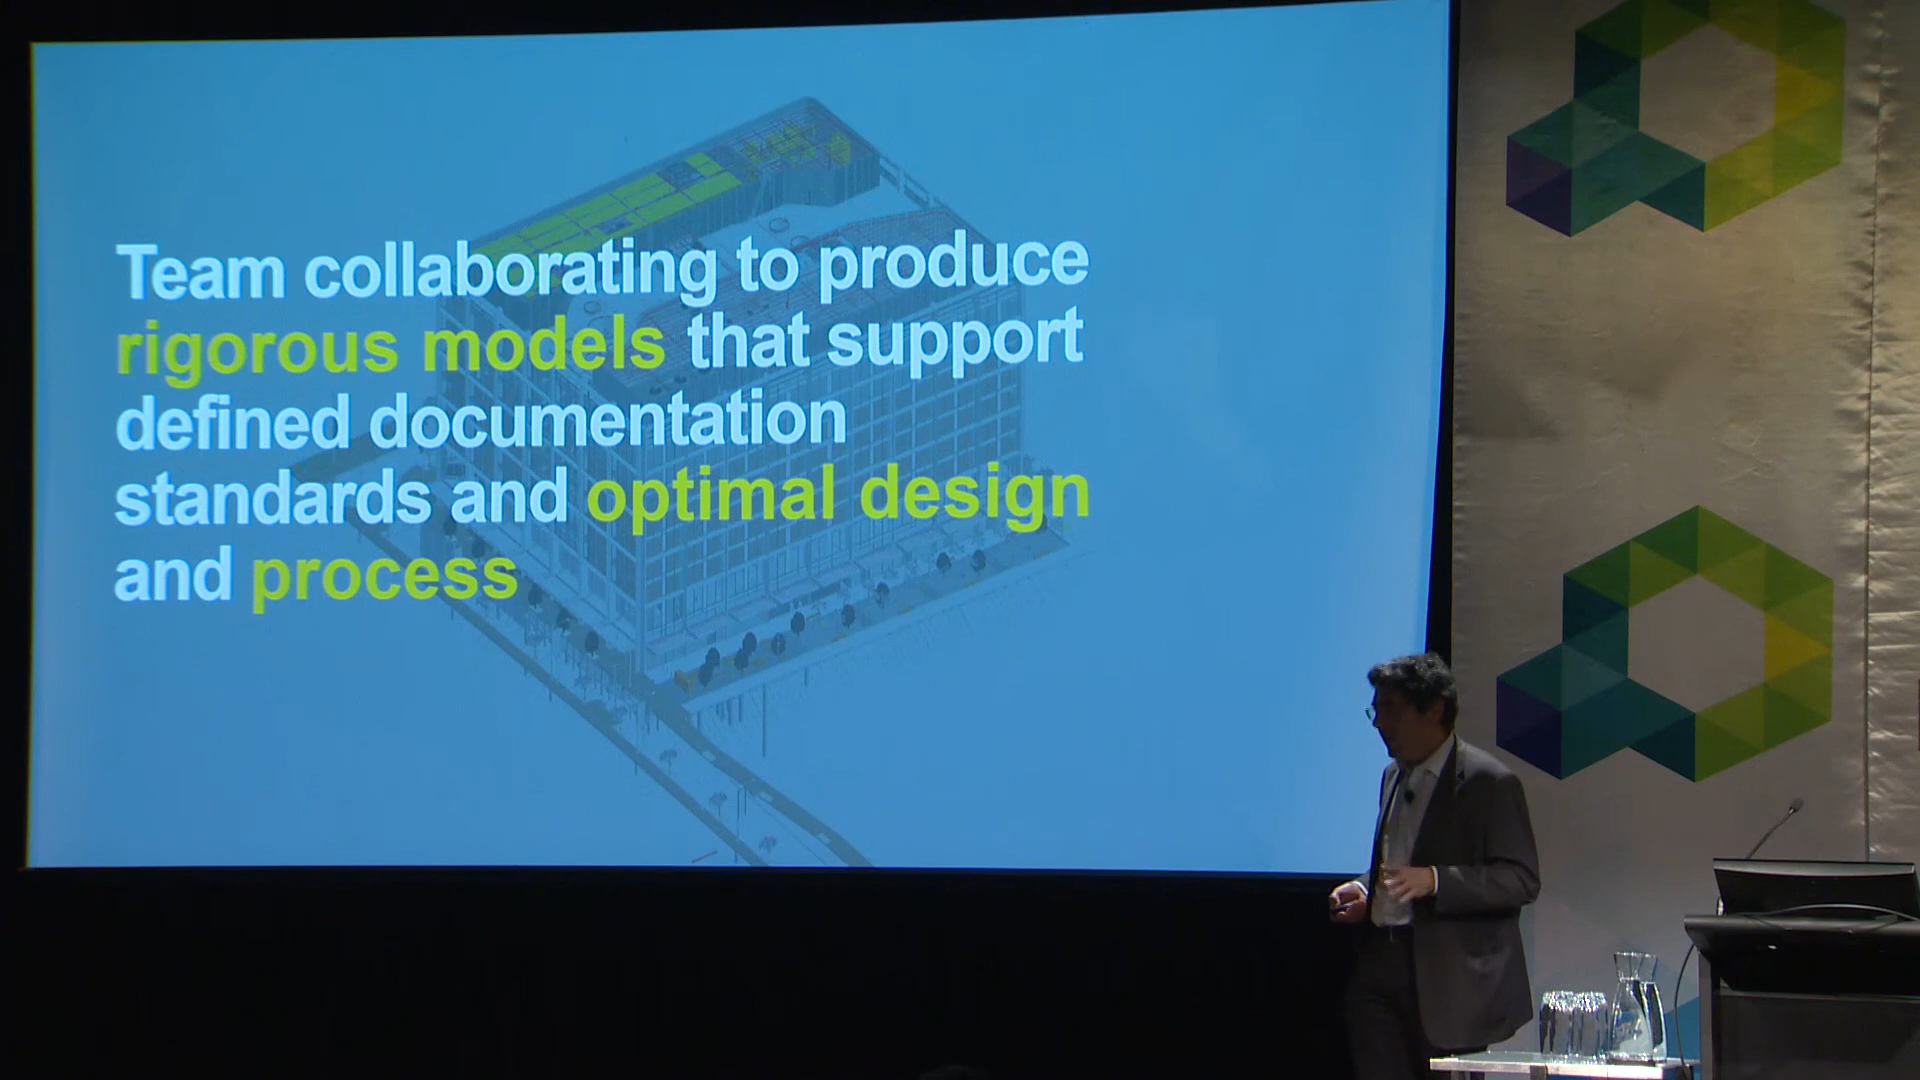 Team collaborating to produce
rigorous models that support
defined documentation
standards and optimal design
and process